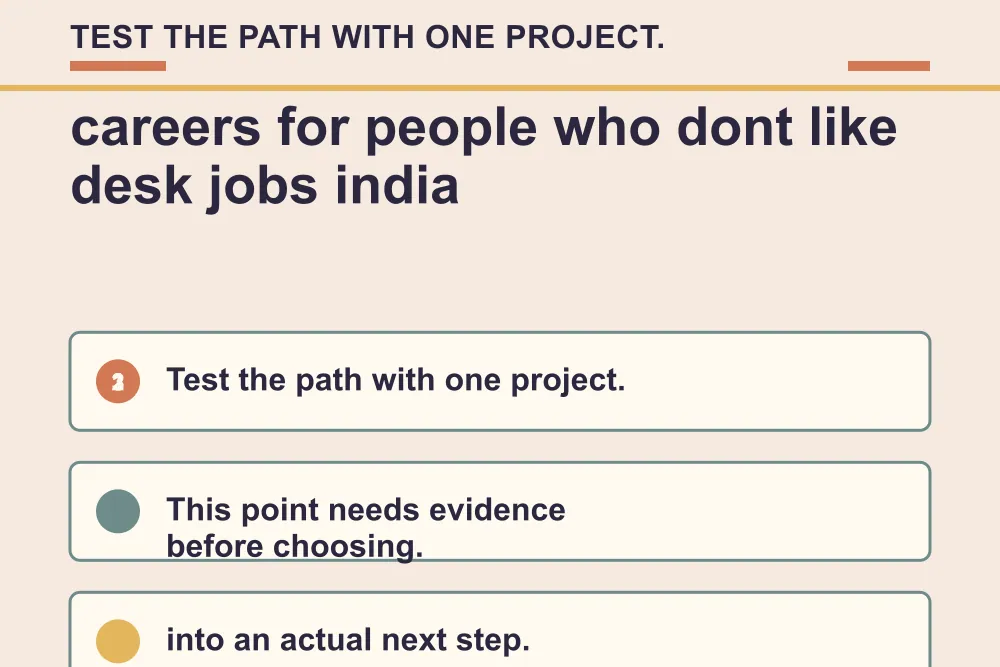 TEST THE PATH WITH ONE PROJECT.
careers for people who dont like
desk jobs india
Test the path with one project.
This point needs evidence
before choosing.
into an actual next step.